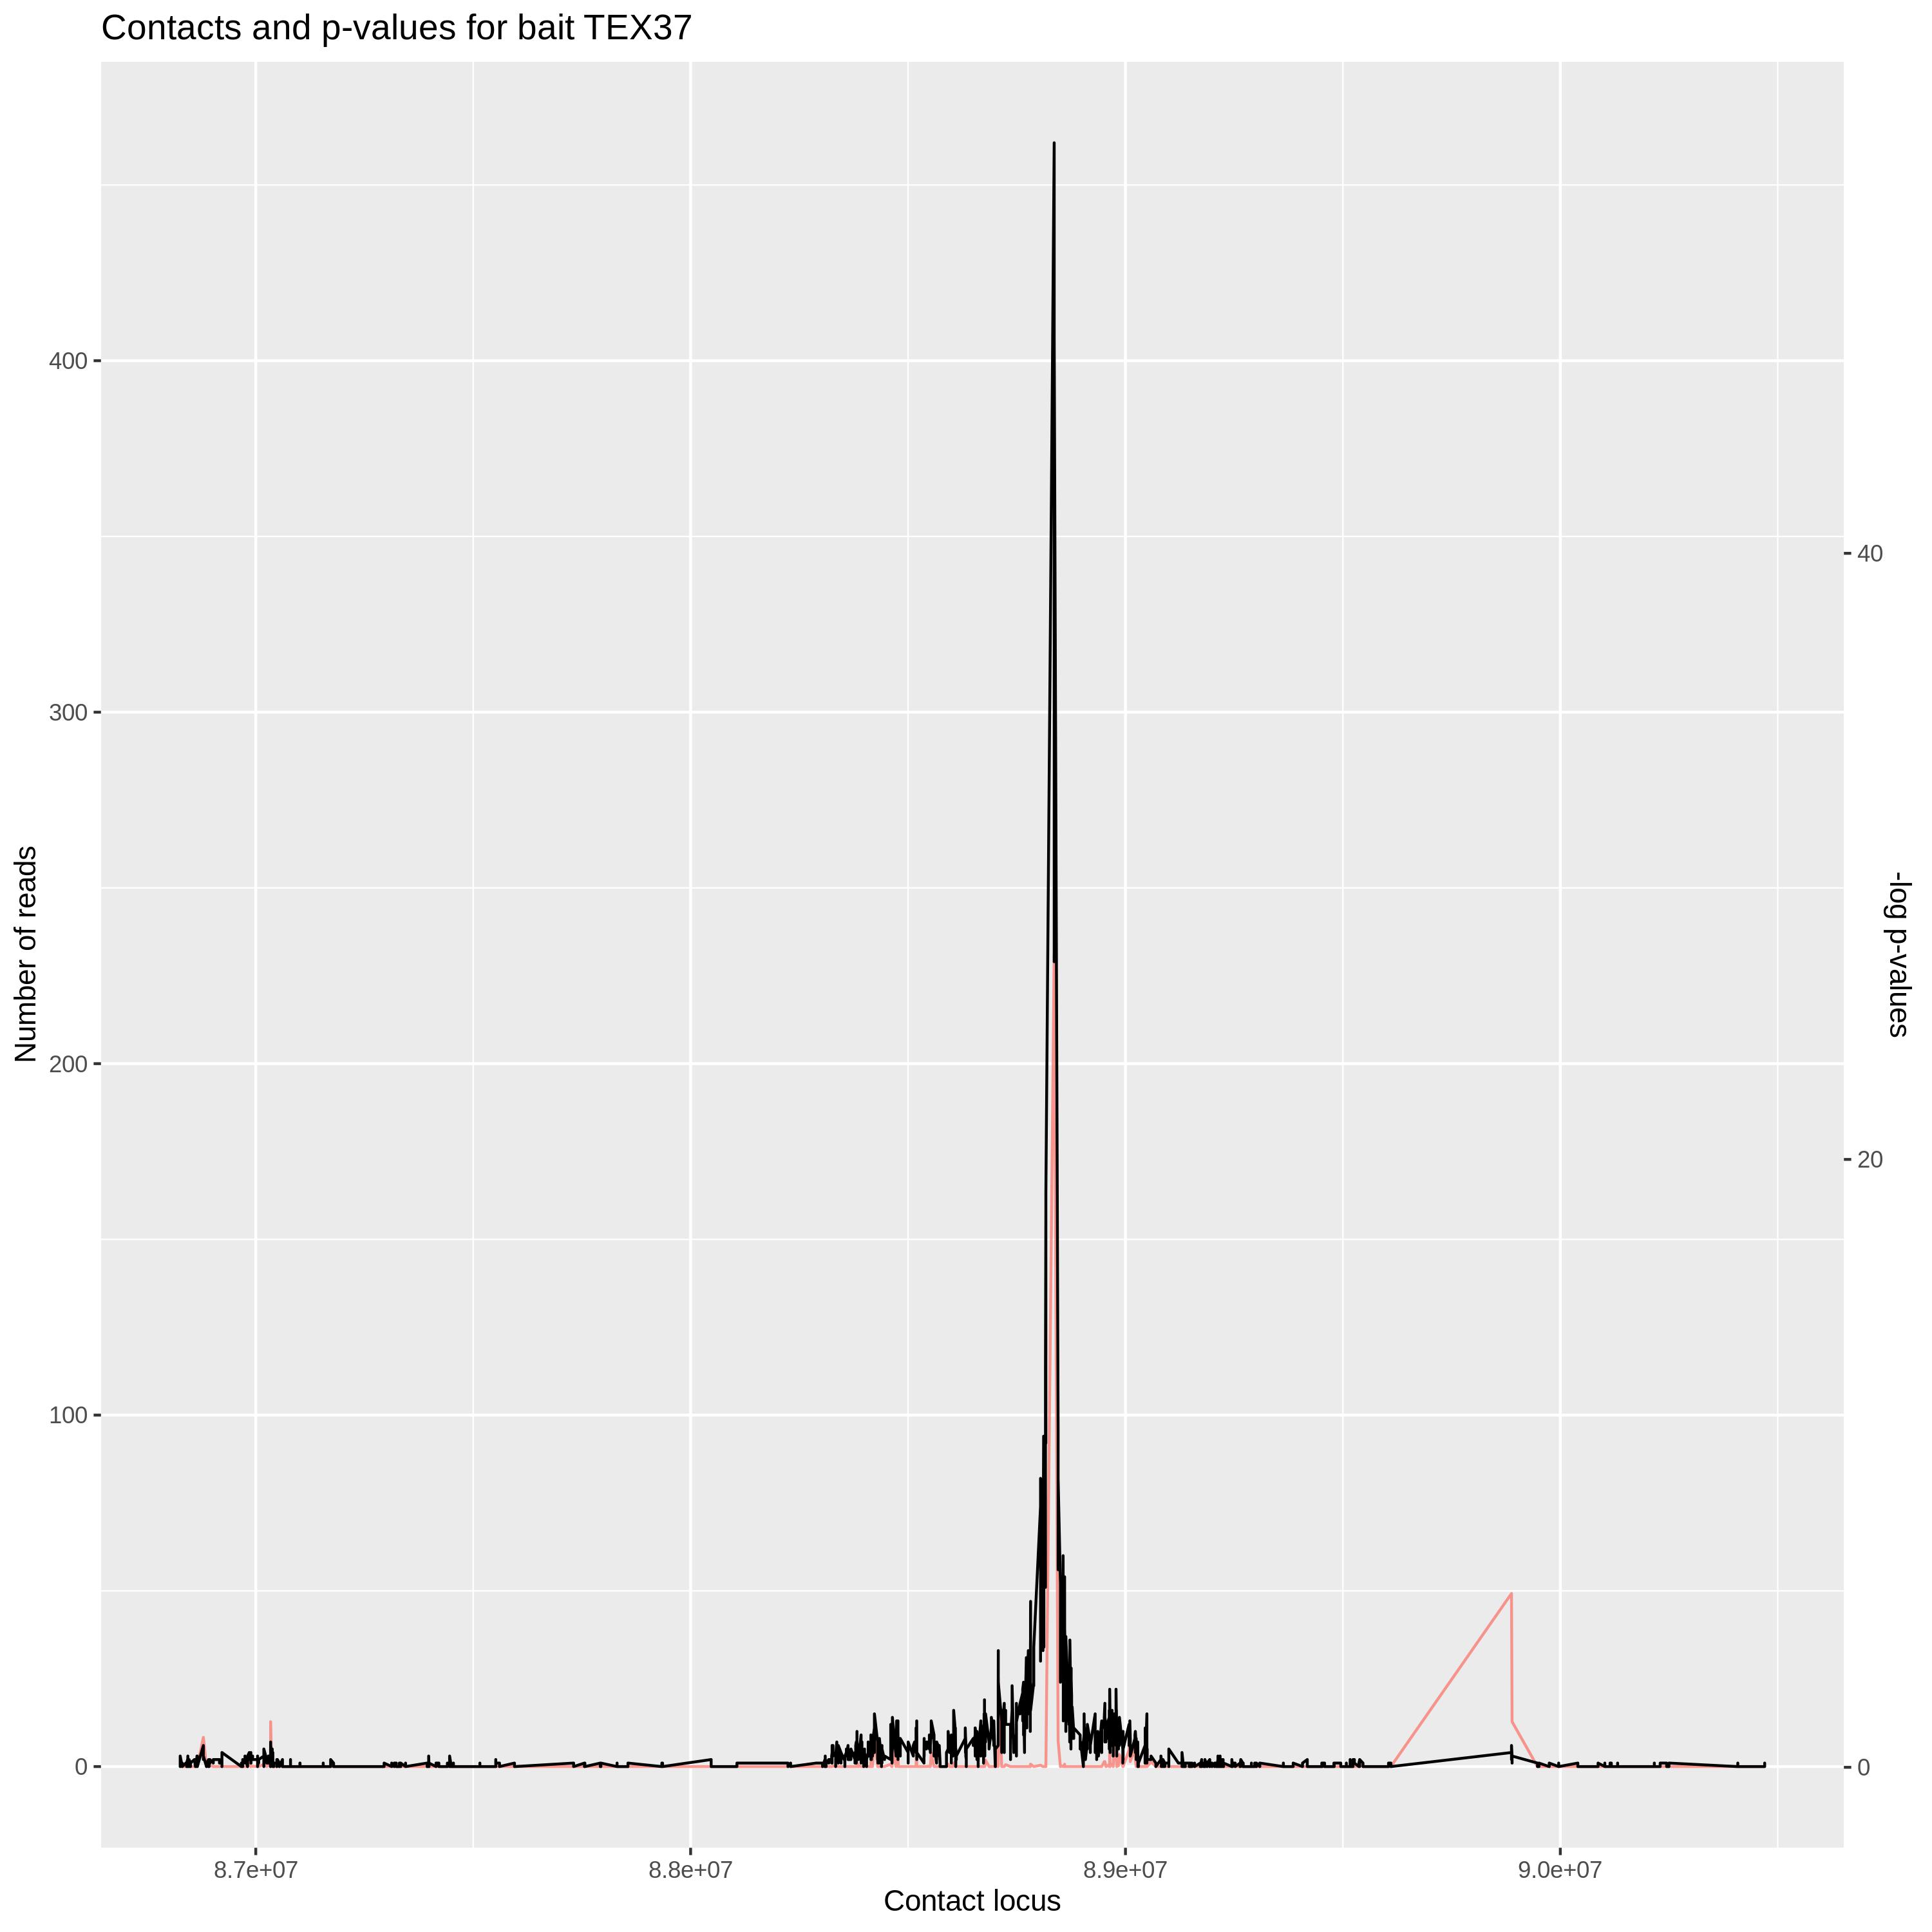 Contacts and p-values for bait TEX37
400
300
200
100
0
Number of reads
40
20
0
-log p-values
8.7e+07
8.8e+07
8.9e+07
9.0e+07
Contact locus